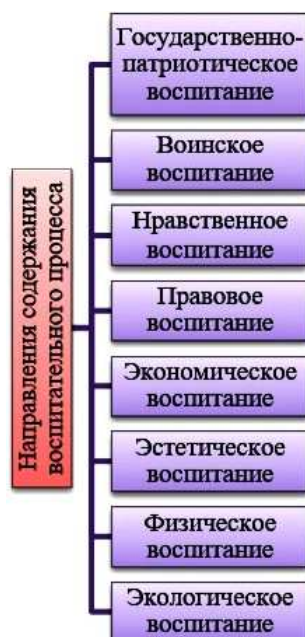 Направления содержания
воспитательного процесса
Государственно-
патриотическое
воспитание
Воинское
воспитание
Нравственное
воспитание
Правовое
воспитание
Экономическое
воспитание
Эстетическое
воспитание
Физическое
воспитание
Экологическое
воспитание